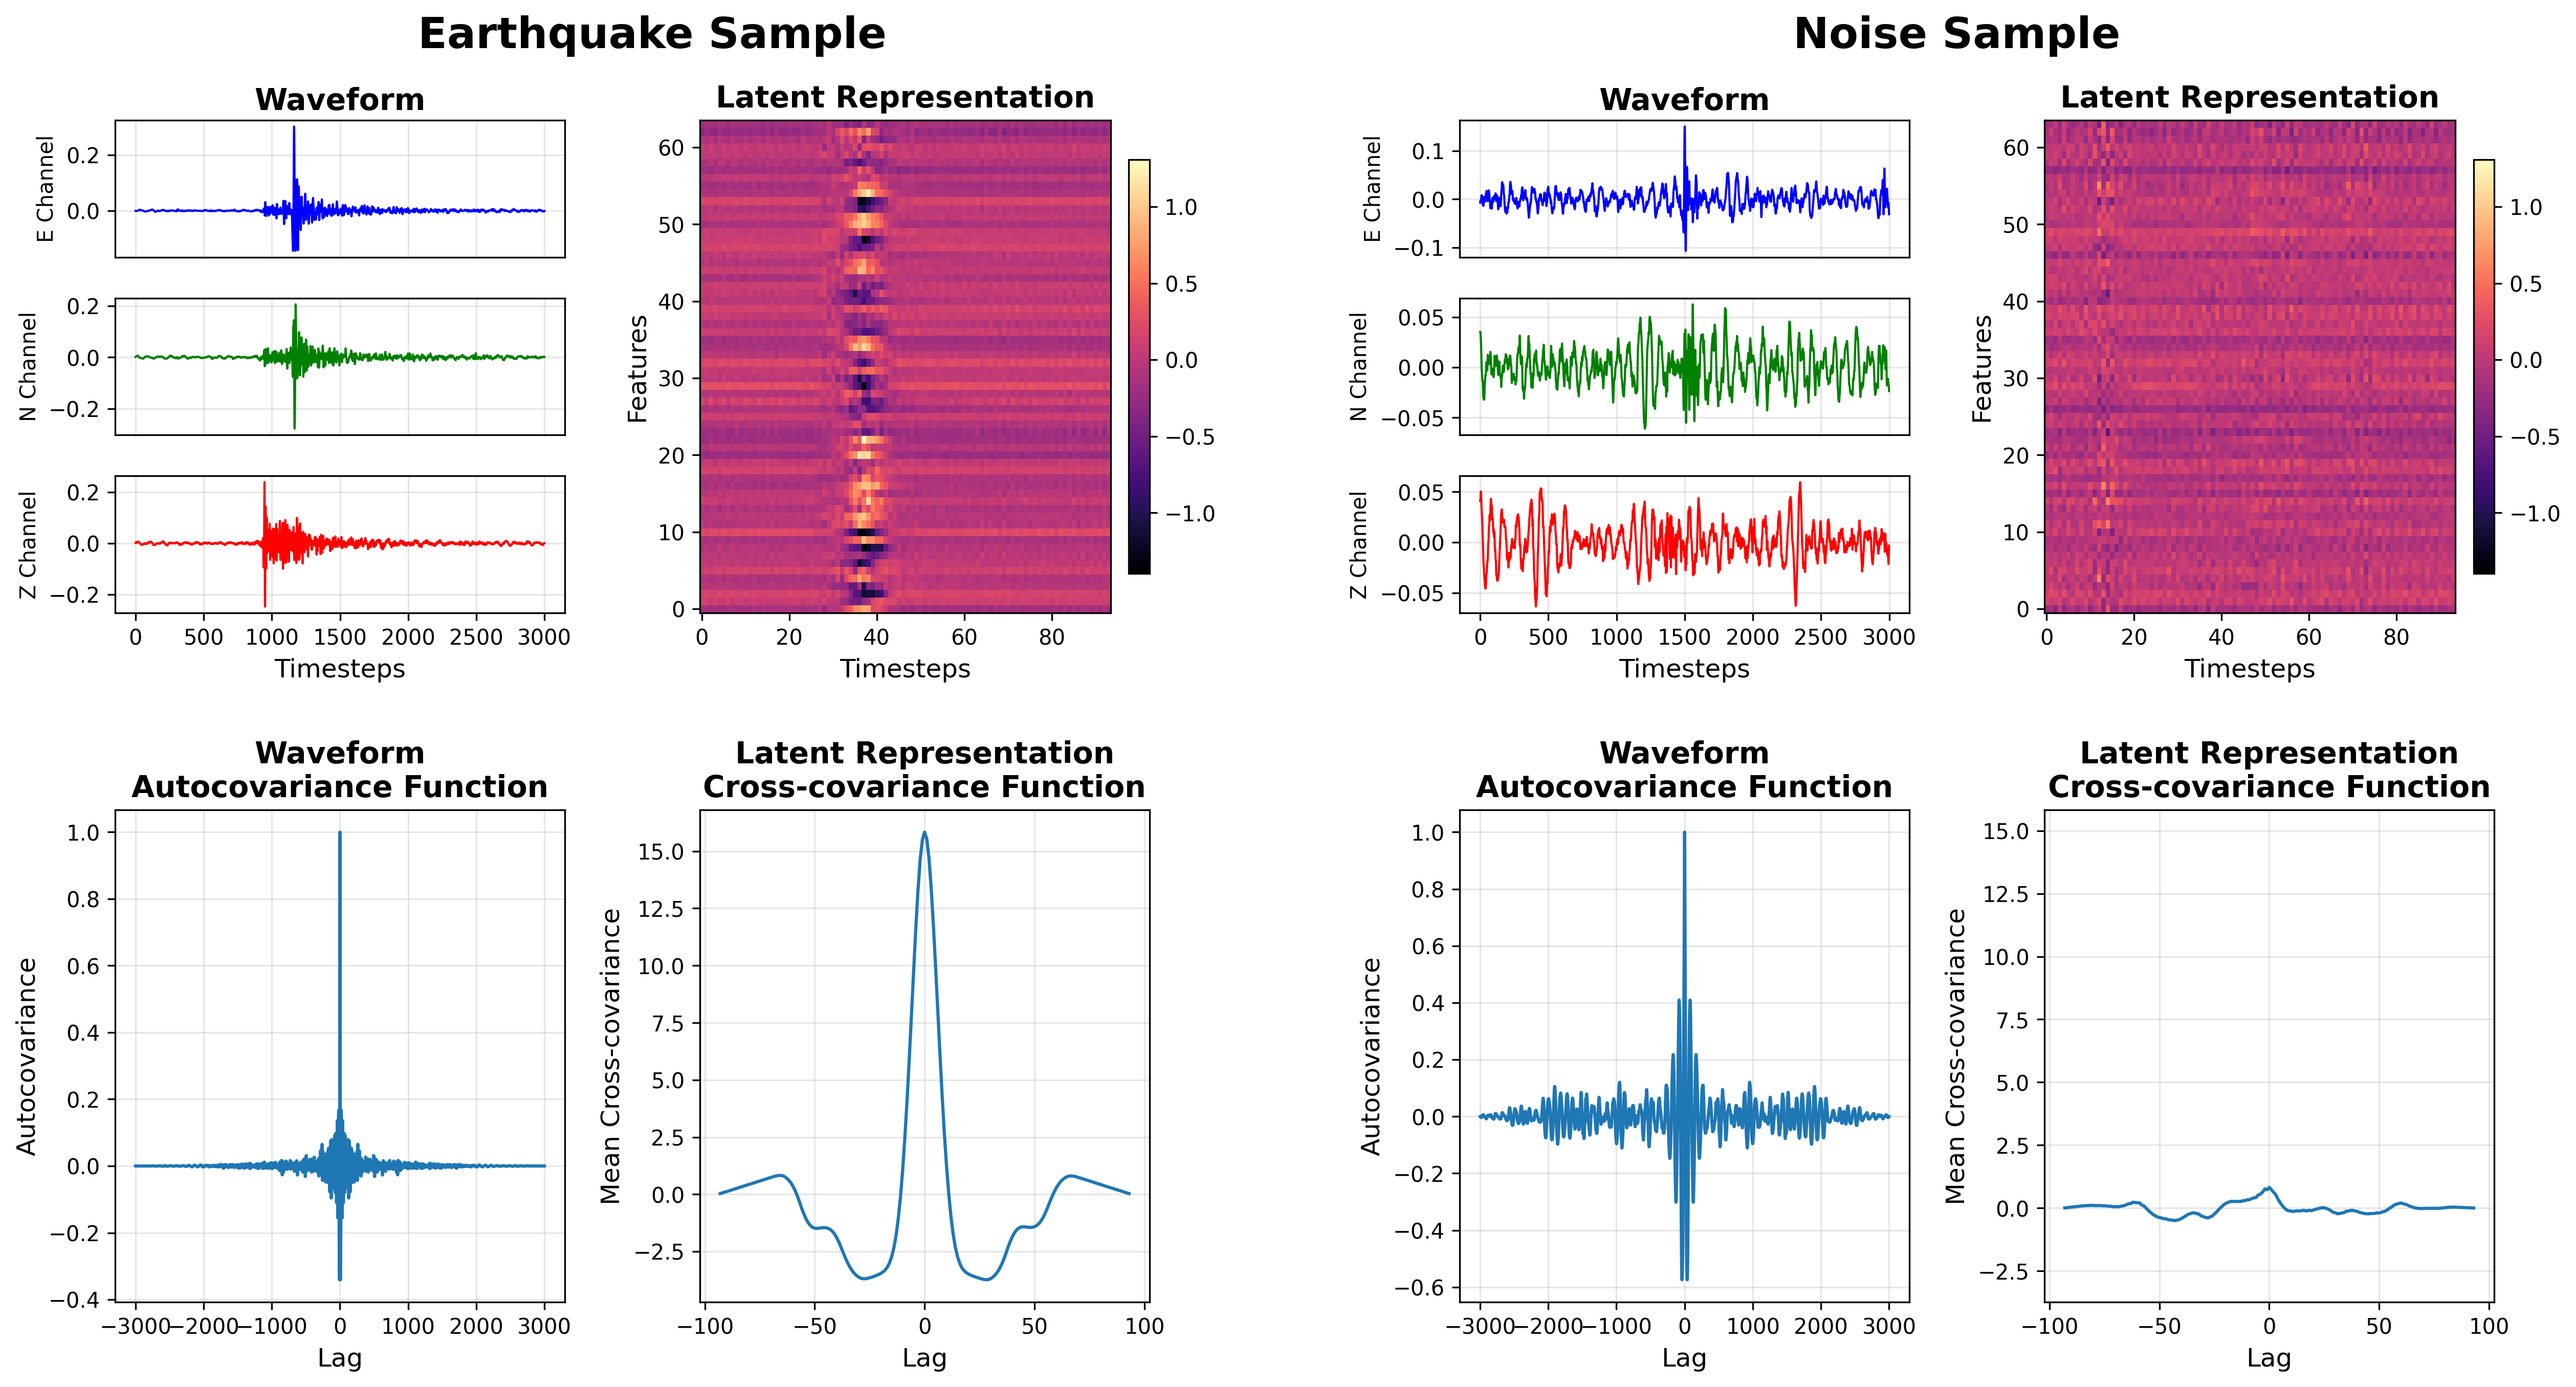 Earthquake Sample
Waveform
E Channel
0.2
0.0
N Channel
0.2
0.0
−0.2
Z Channel
0.2
0.0
−0.2
0 500 1000 1500 2000 2500 3000
Timesteps
Latent Representation
Features
60
50
40
30
20
10
0
0 20 40 60 80
Timesteps
1.0
0.5
0.0
−0.5
−1.0
Waveform
Autocovariance Function
Autocovariance
1.0
0.8
0.6
0.4
0.2
0.0
−0.2
−0.4
−3000 −2000 −1000 0 1000 2000 3000
Lag
Latent Representation
Cross-covariance Function
Mean Cross-covariance
15.0
12.5
10.0
7.5
5.0
2.5
0.0
−2.5
−100 −50 0 50 100
Lag
Noise Sample
Waveform
E Channel
0.1
0.0
−0.1
N Channel
0.05
0.00
−0.05
Z Channel
0.05
0.00
−0.05
0 500 1000 1500 2000 2500 3000
Timesteps
Latent Representation
Features
60
50
40
30
20
10
0
0 20 40 60 80
Timesteps
1.0
0.5
0.0
−0.5
−1.0
Waveform
Autocovariance Function
Autocovariance
1.0
0.8
0.6
0.4
0.2
0.0
−0.2
−0.4
−0.6
−3000 −2000 −1000 0 1000 2000 3000
Lag
Latent Representation
Cross-covariance Function
Mean Cross-covariance
15.0
12.5
10.0
7.5
5.0
2.5
0.0
−2.5
−100 −50 0 50 100
Lag